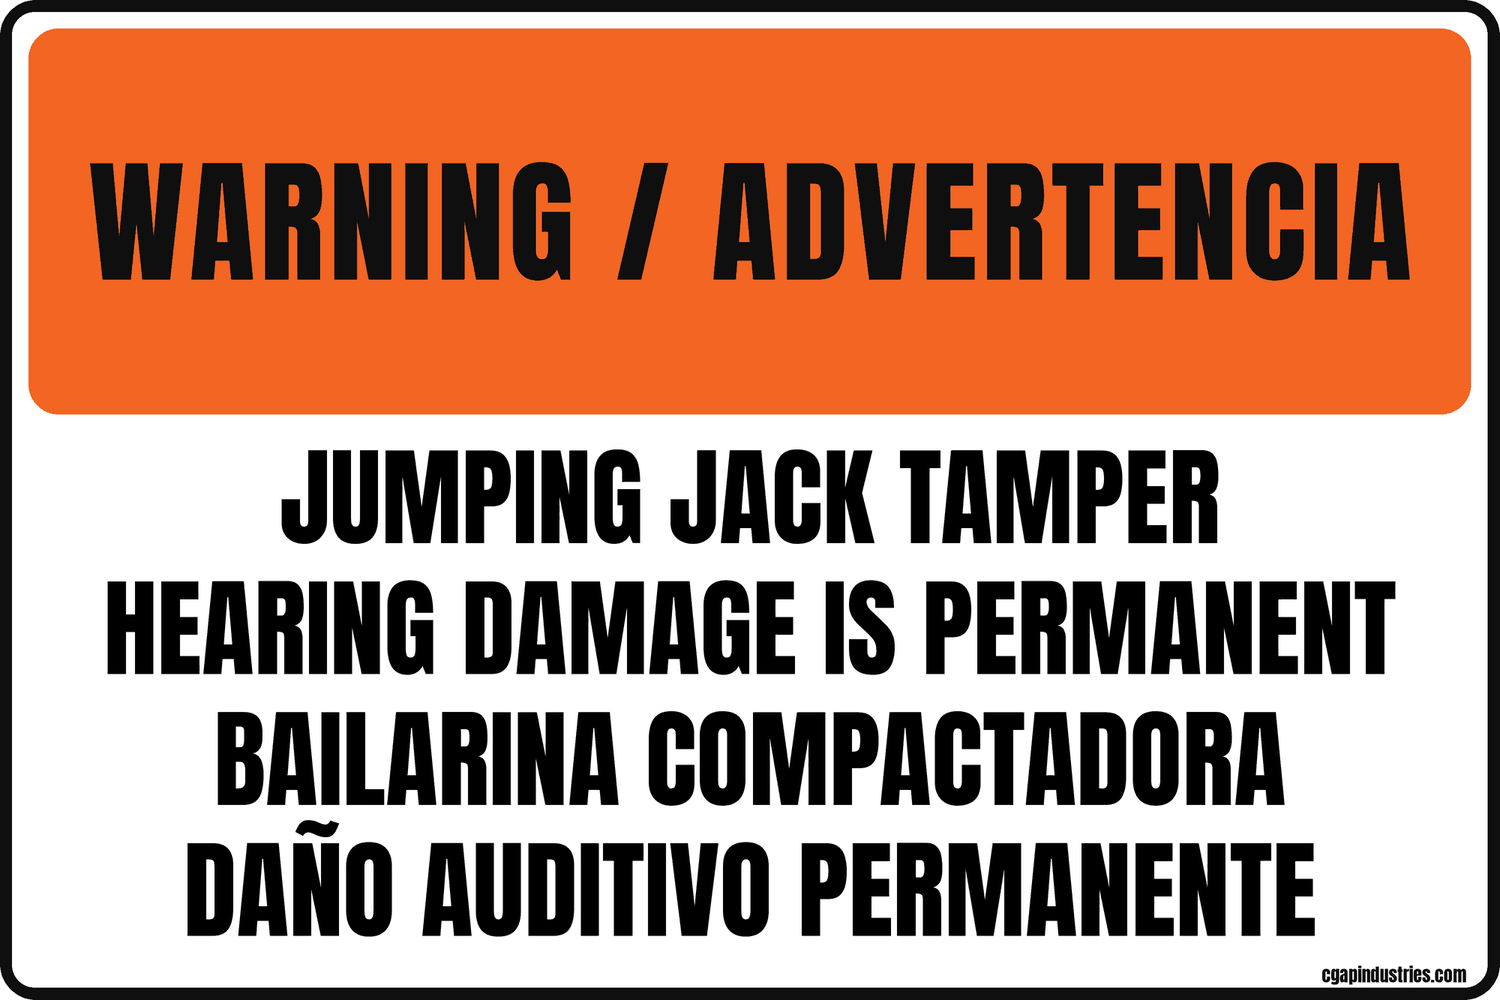 WARNING / ADVERTENCIA
JUMPING JACK TAMPER
HEARING DAMAGE IS PERMANENT
BAILARINA COMPACTADORA
DAÑO AUDITIVO PERMANENTE
cgapindustries.com